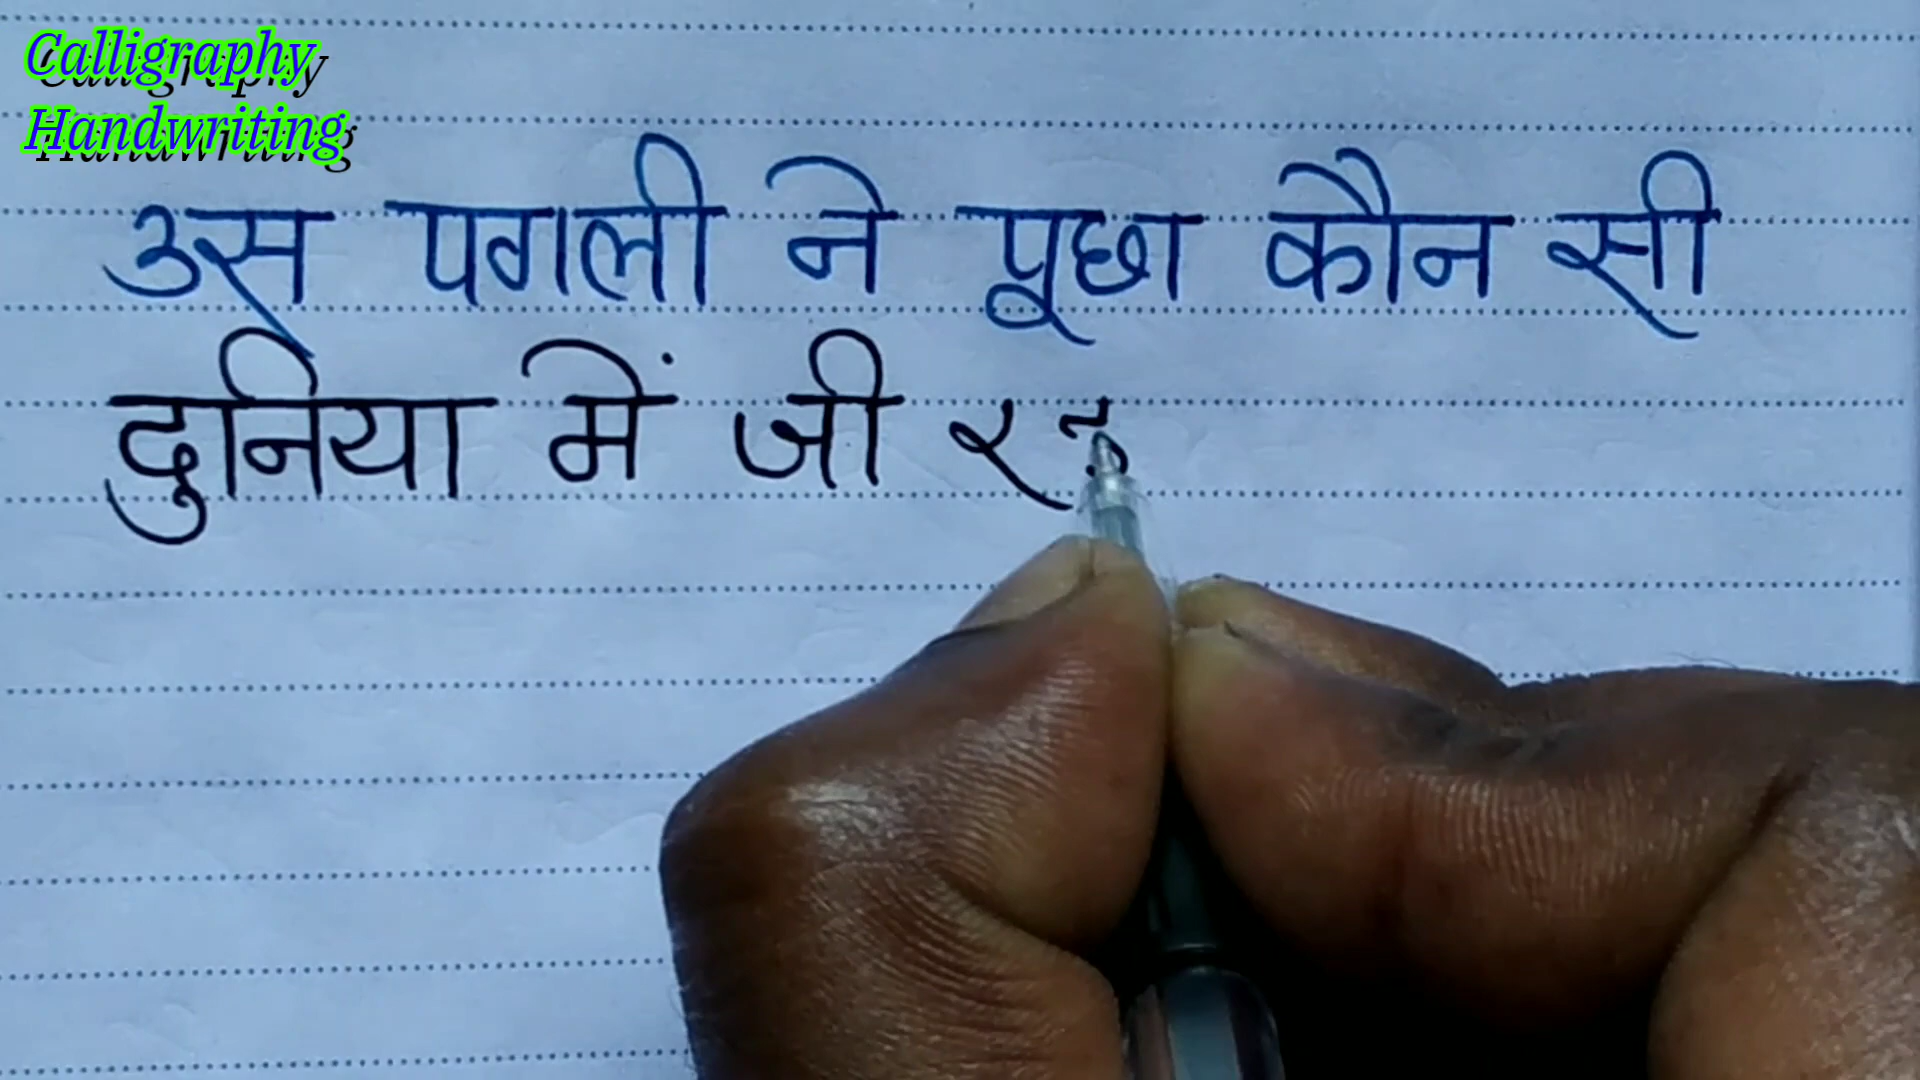 Calligraphy
Handwriting
उस पगली ने पूछा कौन सी
दुनिया में जी